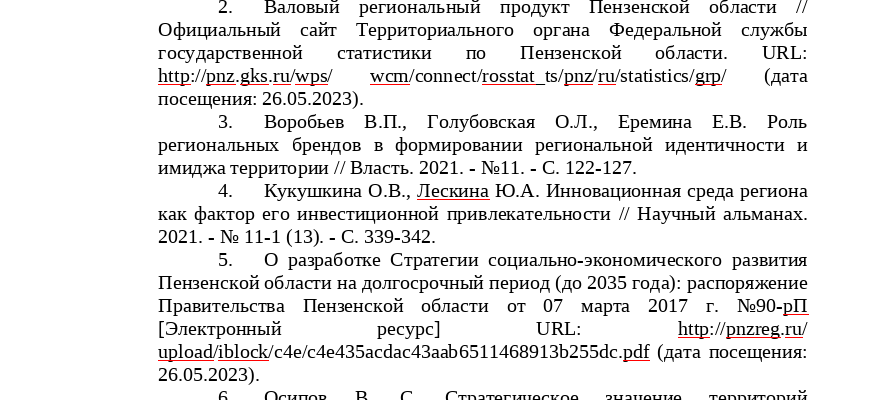 2. Валовый региональный продукт Пензенской области //
Официальный сайт Территориального органа Федеральной службы
государственной статистики по Пензенской области. URL:
http://pnz.gks.ru/wps/ wcm/connect/rosstat_ts/pnz/ru/statistics/grp/ (дата
посещения: 26.05.2023).
3. Воробьев В.П., Голубовская О.Л., Еремина Е.В. Роль
региональных брендов в формировании региональной идентичности и
имиджа территории // Власть. 2021. - №11. - С. 122-127.
4. Кукушкина О.В., Лескина Ю.А. Инновационная среда региона
как фактор его инвестиционной привлекательности // Научный альманах.
2021. - № 11-1 (13). - С. 339-342.
5. О разработке Стратегии социально-экономического развития
Пензенской области на долгосрочный период (до 2035 года): распоряжение
Правительства Пензенской области от 07 марта 2017 г. №90-рП
[Электронный ресурс] URL: http://pnzreg.ru/
upload/iblock/c4e/c4e435acdac43aab6511468913b255dc.pdf (дата посещения:
26.05.2023).
6. Осипов В. С. Стратегическое значение территорий